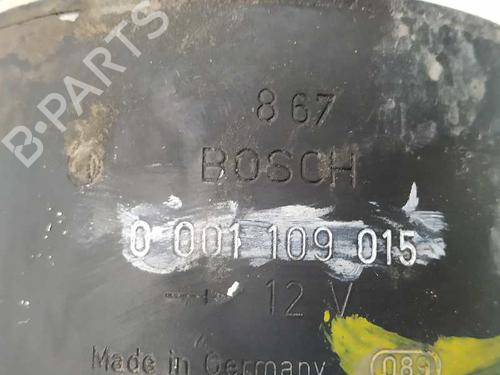 B-PARTS
867
BOSCH
0 001 109 015
12 V
Made in Germany
089